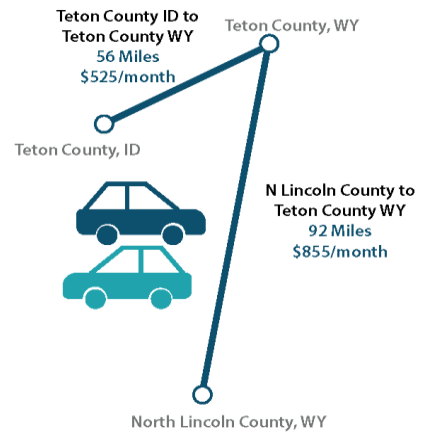 Teton County ID to
Teton County WY
56 Miles
$525/month
Teton County, WY
Teton County, ID
N Lincoln County to
Teton County WY
92 Miles
$855/month
North Lincoln County, WY